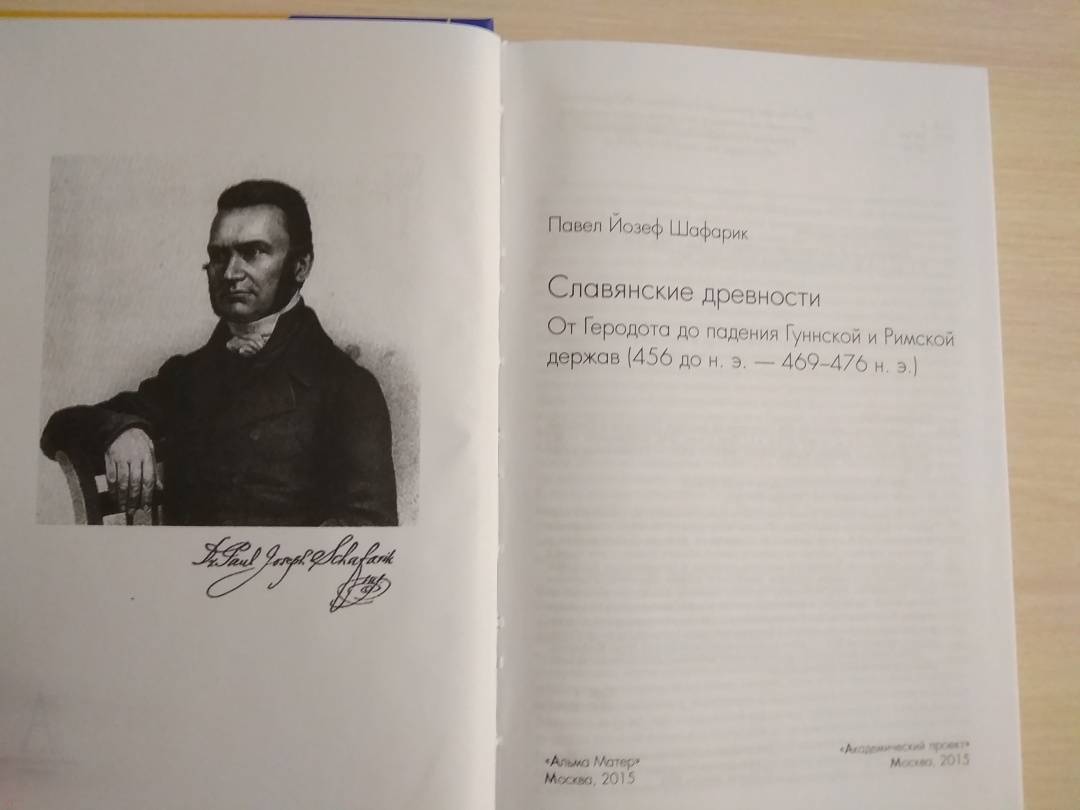 Dr. Paul Joseph Schafarik
Павел Йозеф Шафарик
Славянские древности
От Геродота до падения Гуннской и Римской
держав (456 до н. э. — 469–476 н. э.)
«Альма Матер»
Москва, 2015
«Академический проект»
Москва, 2015